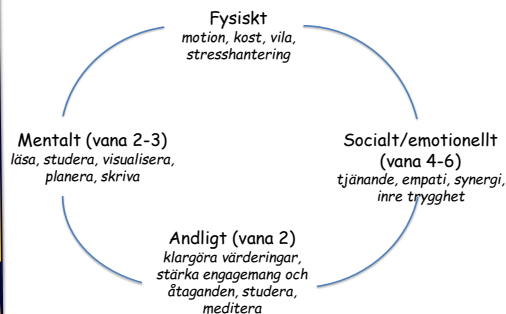 Fysiskt
motion, kost, vila,
stresshantering
Mentalt (vana 2-3)
läsa, studera, visualisera,
planera, skriva
Socialt/emotionellt
(vana 4-6)
tjänande, empati, synergi,
inre trygghet
Andligt (vana 2)
klargöra värderingar,
stärka engagemang och
åtaganden, studera,
meditera